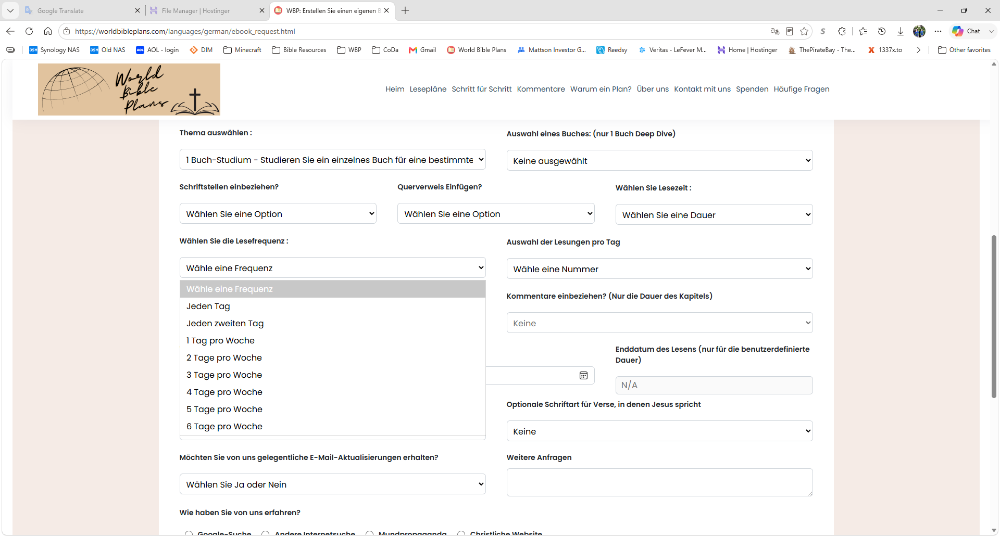 Google Translate
File Manager | Hostinger
WBP: Erstellen Sie einen eigenen B
https://worldbibleplans.com/languages/german/ebook_request.html
Chat
Synology NAS
Old NAS
AOL - login
DIM
Minecraft
Bible Resources
WBP
CoDa
Gmail
World Bible Plans
Mattson Investor G...
Reedsy
Veritas - LeFever M...
Home | Hostinger
ThePirateBay - The...
1337x.to
Other favorites
World
Bible
Plans
Heim Lesepläne Schritt für Schritt Kommentare Warum ein Plan? Über uns Kontakt mit uns Spenden Häufige Fragen
Thema auswählen :
1 Buch-Studium - Studieren Sie ein einzelnes Buch für eine bestimmte
Auswahl eines Buches: (nur 1 Buch Deep Dive)
Keine ausgewählt
Schriftstellen einbeziehen?
Wählen Sie eine Option
Querverweis Einfügen?
Wählen Sie eine Option
Wählen Sie Lesezeit :
Wählen Sie eine Dauer
Wählen Sie die Lesefrequenz :
Wähle eine Frequenz
Wähle eine Frequenz
Jeden Tag
Jeden zweiten Tag
1 Tag pro Woche
2 Tage pro Woche
3 Tage pro Woche
4 Tage pro Woche
5 Tage pro Woche
6 Tage pro Woche
Auswahl der Lesungen pro Tag
Wähle eine Nummer
Kommentare einbeziehen? (Nur die Dauer des Kapitels)
Keine
Enddatum des Lesens (nur für die benutzerdefinierte
Dauer)
N/A
Optionale Schriftart für Verse, in denen Jesus spricht
Keine
Möchten Sie von uns gelegentliche E-Mail-Aktualisierungen erhalten?
Wählen Sie Ja oder Nein
Weitere Anfragen
Wie haben Sie von uns erfahren?
Google-Suche
Andere Internetsuche
Mundpropaganda
Christliche Website